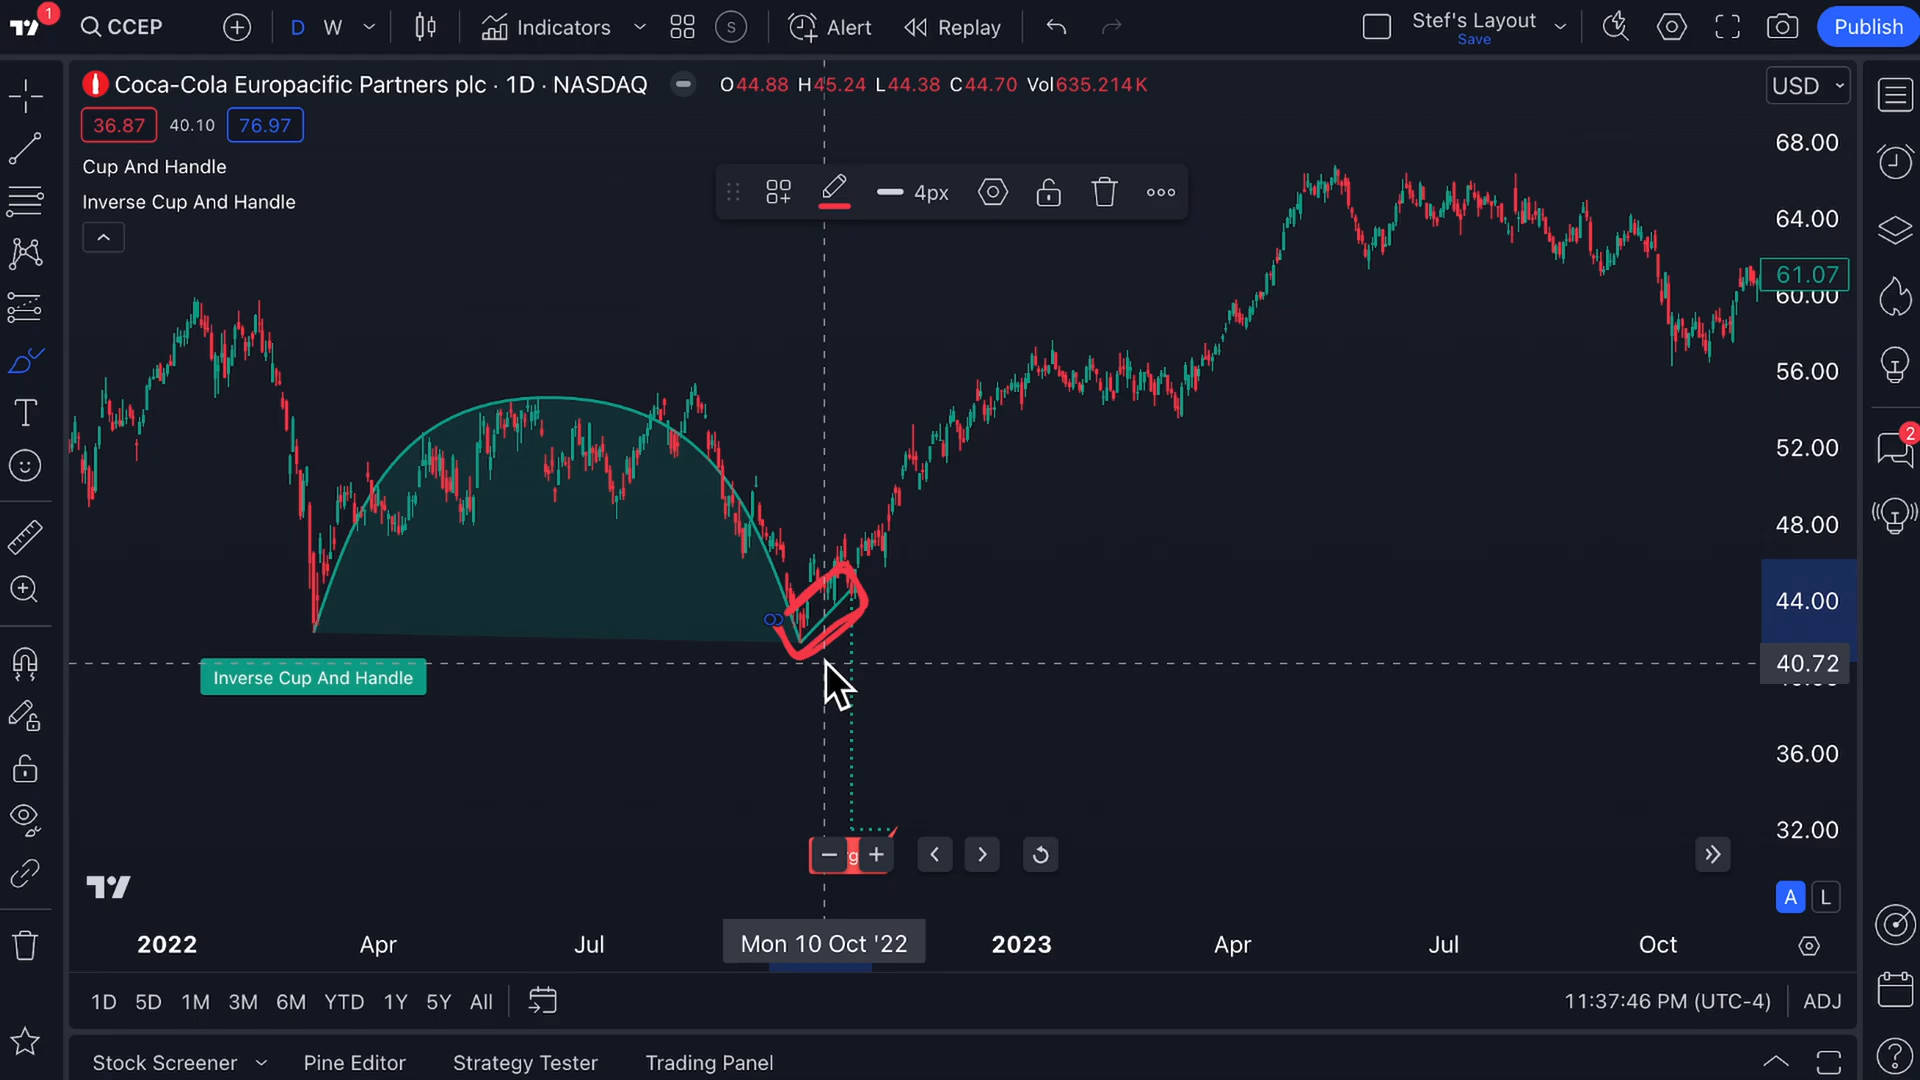 1
CCEP
D
W
Indicators
S
Alert
Replay
Stef's Layout
Save
Publish
Coca-Cola Europacific Partners plc · 1D · NASDAQ
O44.88 H45.24 L44.38 C44.70 Vol635.214K
USD
36.87
40.10
76.97
Cup And Handle
Inverse Cup And Handle
4px
68.00
64.00
61.07
60.00
56.00
52.00
48.00
44.00
40.72
36.00
32.00
2
Inverse Cup And Handle
A
L
2022
Apr
Jul
Mon 10 Oct '22
2023
Apr
Jul
Oct
1D
5D
1M
3M
6M
YTD
1Y
5Y
All
11:37:46 PM (UTC-4)
ADJ
Stock Screener
Pine Editor
Strategy Tester
Trading Panel